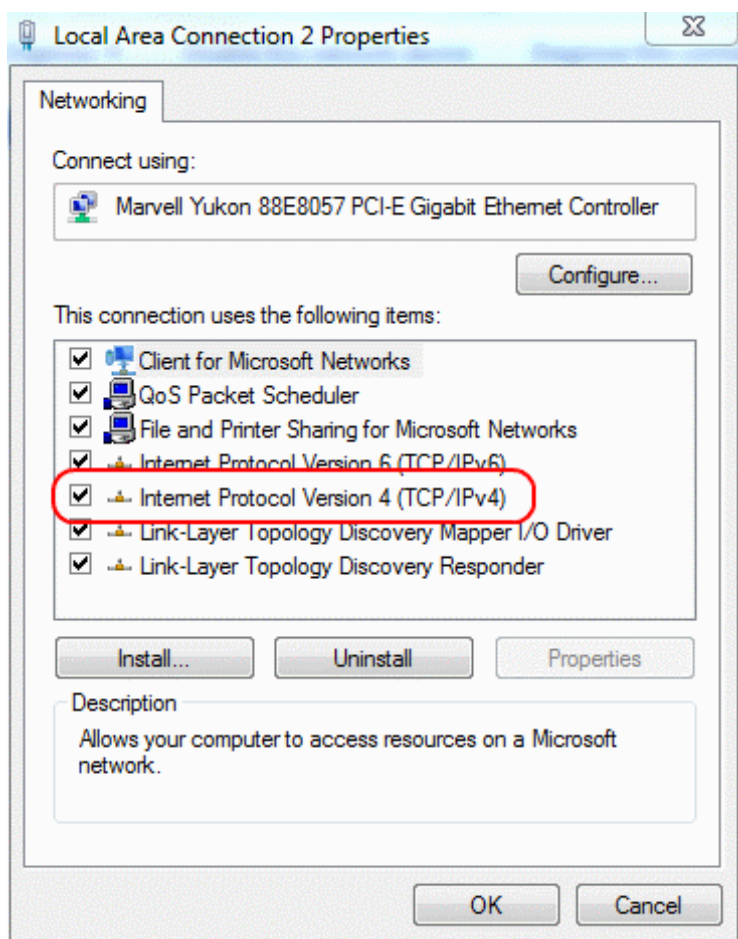 Local Area Connection 2 Properties
Networking
Connect using:
Marvell Yukon 88E8057 PCI-E Gigabit Ethernet Controller
Configure...
This connection uses the following items:
Client for Microsoft Networks
QoS Packet Scheduler
File and Printer Sharing for Microsoft Networks
Internet Protocol Version 6 (TCP/IPv6)
Internet Protocol Version 4 (TCP/IPv4)
Link-Layer Topology Discovery Mapper I/O Driver
Link-Layer Topology Discovery Responder
Install...
Uninstall
Properties
Description
Allows your computer to access resources on a Microsoft
network.
OK
Cancel